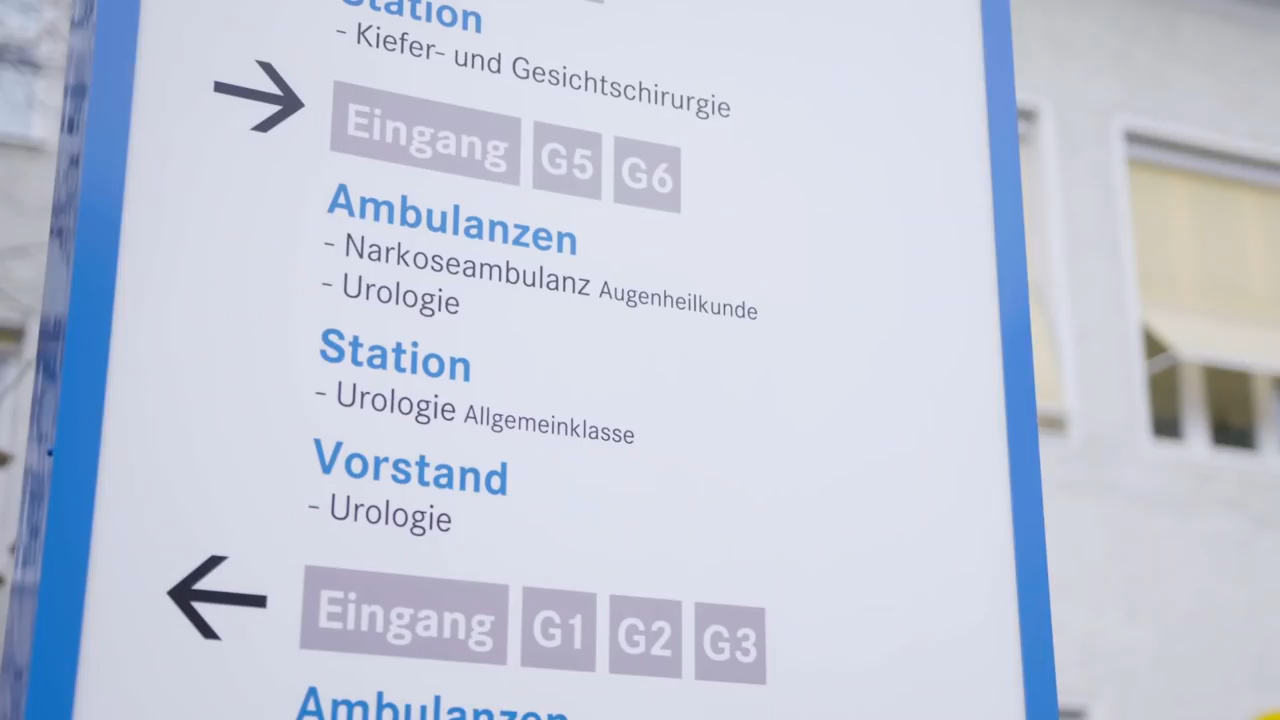 Station
- Kiefer- und Gesichtschirurgie
Eingang G5 G6
Ambulanzen
- Narkoseambulanz Augenheilkunde
- Urologie
Station
- Urologie Allgemeinklasse
Vorstand
- Urologie
Eingang G1 G2 G3
Ambulanzen